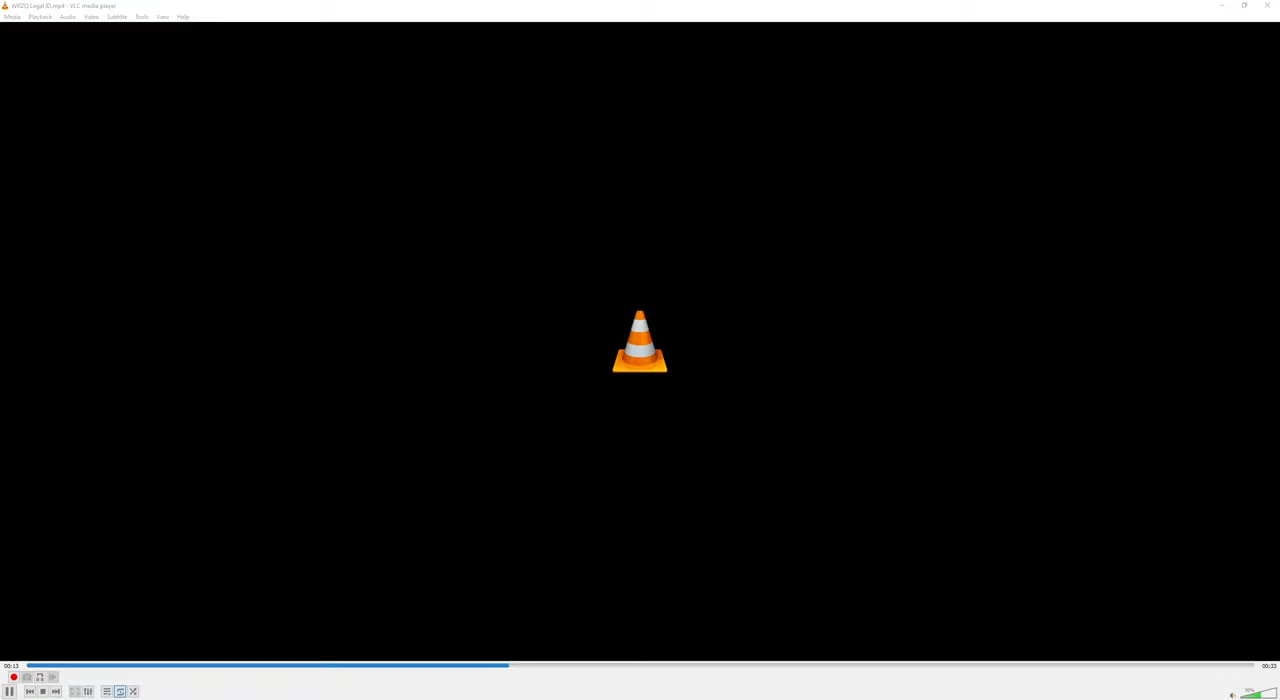 WPZQ Legal ID.mp4 - VLC media player
Media Playback Audio Video Subtitle Tools View Help
00:13
00:33
70%